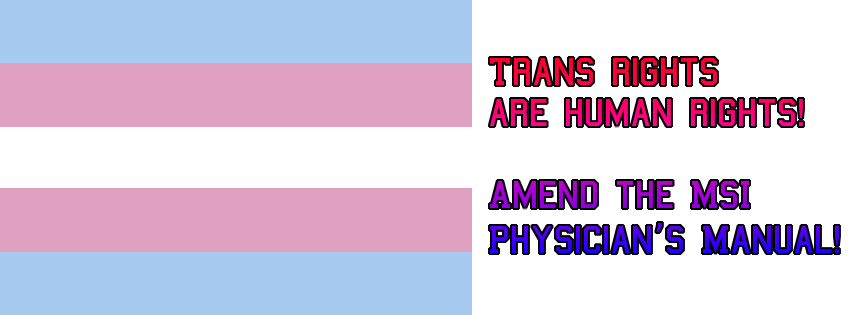 Trans Rights
are Human Rights!
Amend the MSI
Physician's Manual!